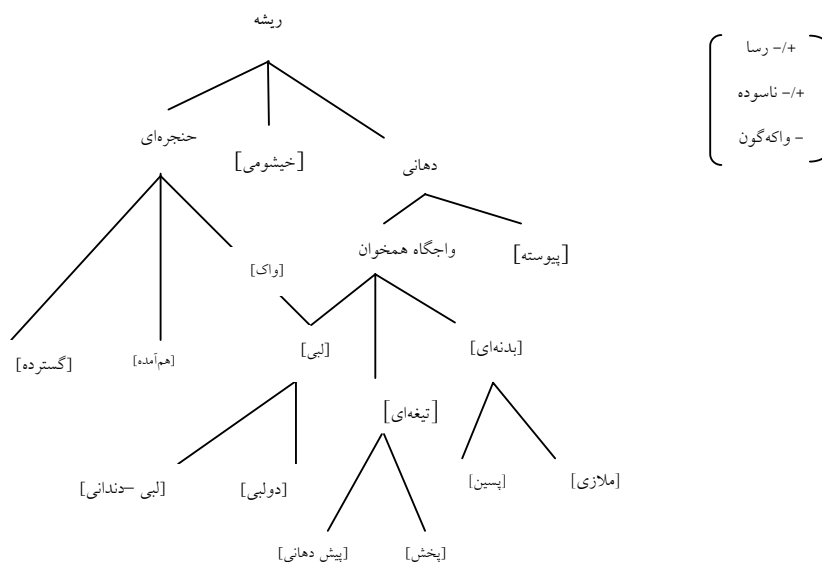 ریشه
+/– رسا
+/– ناسوده
– واکه‌گون
حنجره‌ای
[خیشومی]
دهانی
واجگاه همخوان
[پیوسته]
[واک]
[گسترده]
[هم‌آمده]
[لبی]
[بدنه‌ای]
[تیغه‌ای]
[لبی –دندانی]
[دولبی]
[پسین]
[ملازی]
[پیش دهانی]
[پخش]